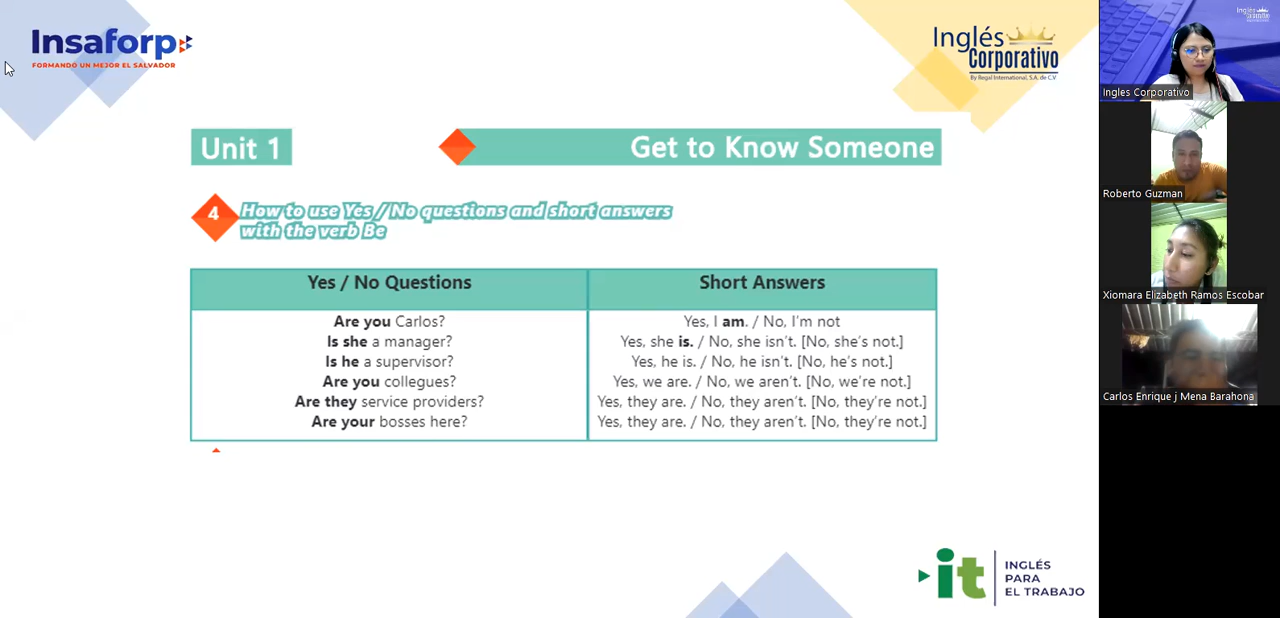 Insaforp
FORMANDO UN MEJOR EL SALVADOR
Inglés
Corporativo
By Regal International, S.A. de C.V
Unit 1
Get to Know Someone
4
How to use Yes / No questions and short answers
with the verb Be
Yes / No Questions
Short Answers
Are you Carlos?
Yes, I am. / No, I'm not
Is she a manager?
Yes, she is. / No, she isn't. [No, she's not.]
Is he a supervisor?
Yes, he is. / No, he isn't. [No, he's not.]
Are you collegues?
Yes, we are. / No, we aren't. [No, we're not.]
Are they service providers?
Yes, they are. / No, they aren't. [No, they're not.]
Are your bosses here?
Yes, they are. / No, they aren't. [No, they're not.]
it
INGLÉS
PARA
EL TRABAJO
Inglés
Ingles Corporativo
Roberto Guzman
Xiomara Elizabeth Ramos Escobar
Carlos Enrique j Mena Barahona